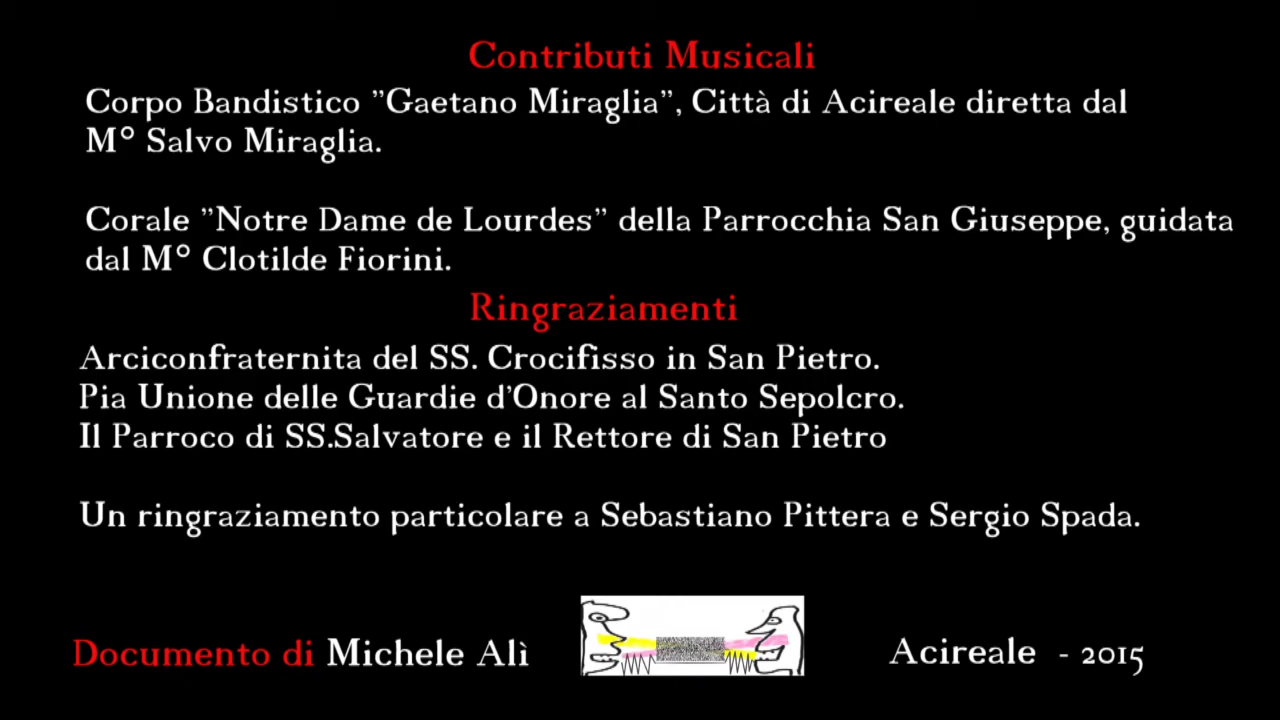 Contributi Musicali
Corpo Bandistico "Gaetano Miraglia", Città di Acireale diretta dal
M° Salvo Miraglia.
Corale "Notre Dame de Lourdes" della Parrocchia San Giuseppe, guidata
dal M° Clotilde Fiorini.
Ringraziamenti
Arciconfraternita del SS. Crocifisso in San Pietro.
Pia Unione delle Guardie d'Onore al Santo Sepolcro.
Il Parroco di SS.Salvatore e il Rettore di San Pietro
Un ringraziamento particolare a Sebastiano Pittera e Sergio Spada.
Documento di Michele Alì
Acireale - 2015